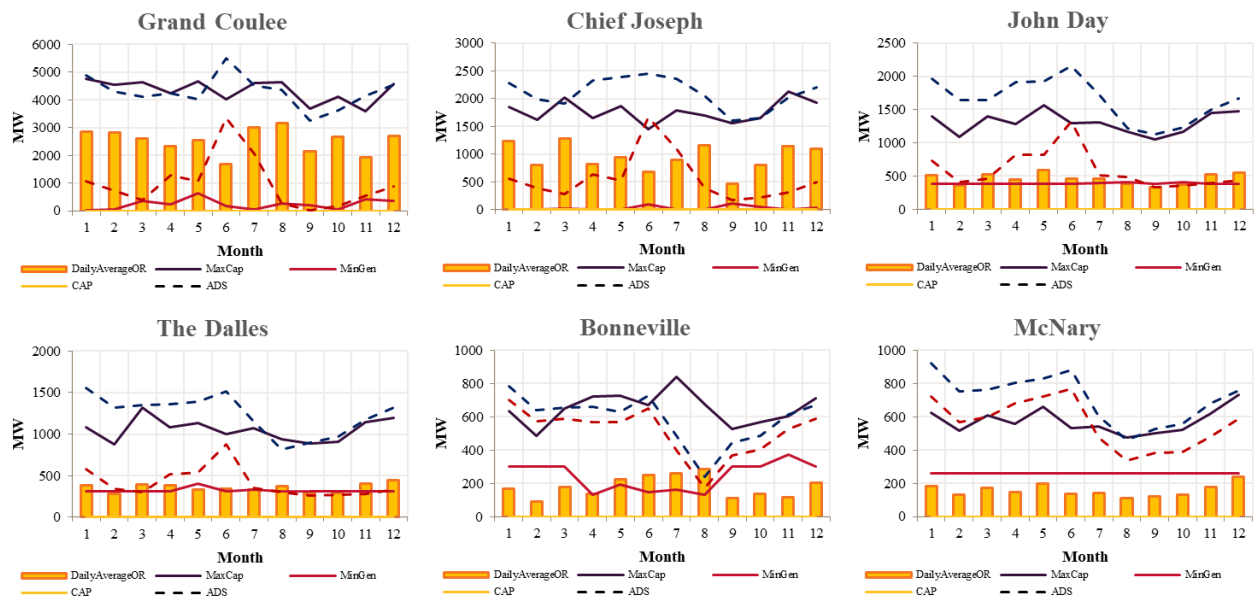 Grand Coulee
6000
5000
4000
3000
2000
1000
0
MW
1 2 3 4 5 6 7 8 9 10 11 12
Month
DailyAverageOR MaxCap MinGen
CAP ADS
Chief Joseph
3000
2500
2000
1500
1000
500
0
MW
1 2 3 4 5 6 7 8 9 10 11 12
Month
DailyAverageOR MaxCap MinGen
CAP ADS
John Day
2500
2000
1500
1000
500
0
MW
1 2 3 4 5 6 7 8 9 10 11 12
Month
DailyAverageOR MaxCap MinGen
CAP ADS
The Dalles
2000
1500
1000
500
0
MW
1 2 3 4 5 6 7 8 9 10 11 12
Month
DailyAverageOR MaxCap MinGen
CAP ADS
Bonneville
1000
800
600
400
200
0
MW
1 2 3 4 5 6 7 8 9 10 11 12
Month
DailyAverageOR MaxCap MinGen
CAP ADS
McNary
1000
800
600
400
200
0
MW
1 2 3 4 5 6 7 8 9 10 11 12
Month
DailyAverageOR MaxCap MinGen
CAP ADS